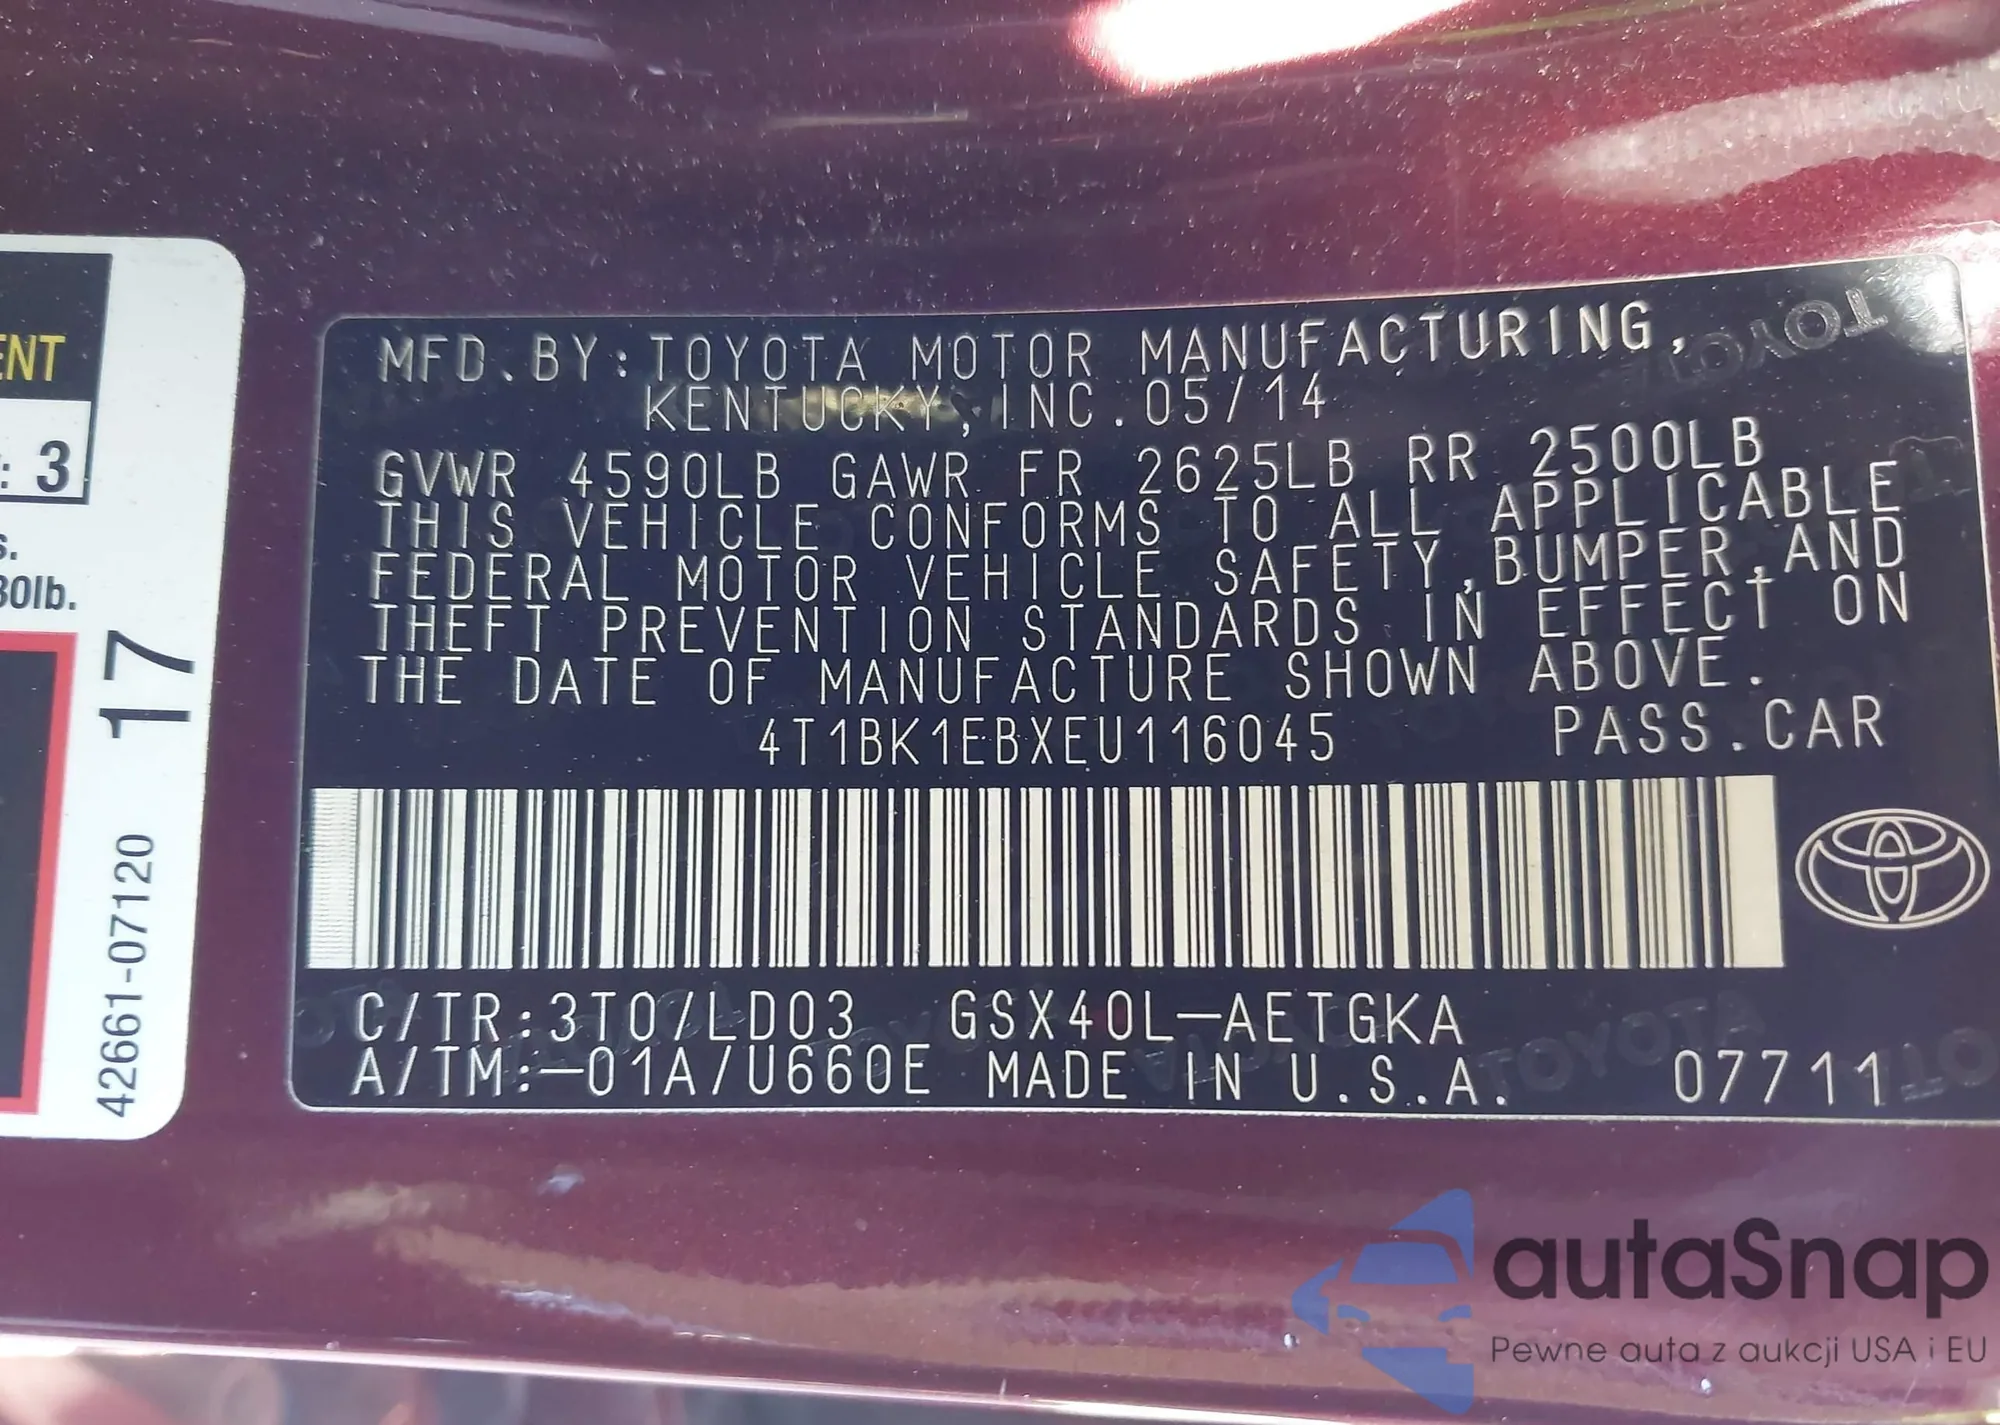 ENT
: 3
s.
30lb.
17
42661-07120
MFD.BY:TOYOTA MOTOR MANUFACTURING,
KENTUCKY,INC.05/14
GVWR 4590LB GAWR FR 2625LB RR 2500LB
THIS VEHICLE CONFORMS TO ALL APPLICABLE
FEDERAL MOTOR VEHICLE SAFETY,BUMPER,AND
THEFT PREVENTION STANDARDS IN EFFECT ON
THE DATE OF MANUFACTURE SHOWN ABOVE.
4T1BK1EBXEU116045 PASS.CAR
C/TR:3T0/LD03 GSX40L-AETGKA
A/TM:-01A/U660E MADE IN U.S.A. 07711
TOYOTA
autaSnap
Pewne auta z aukcji USA i EU